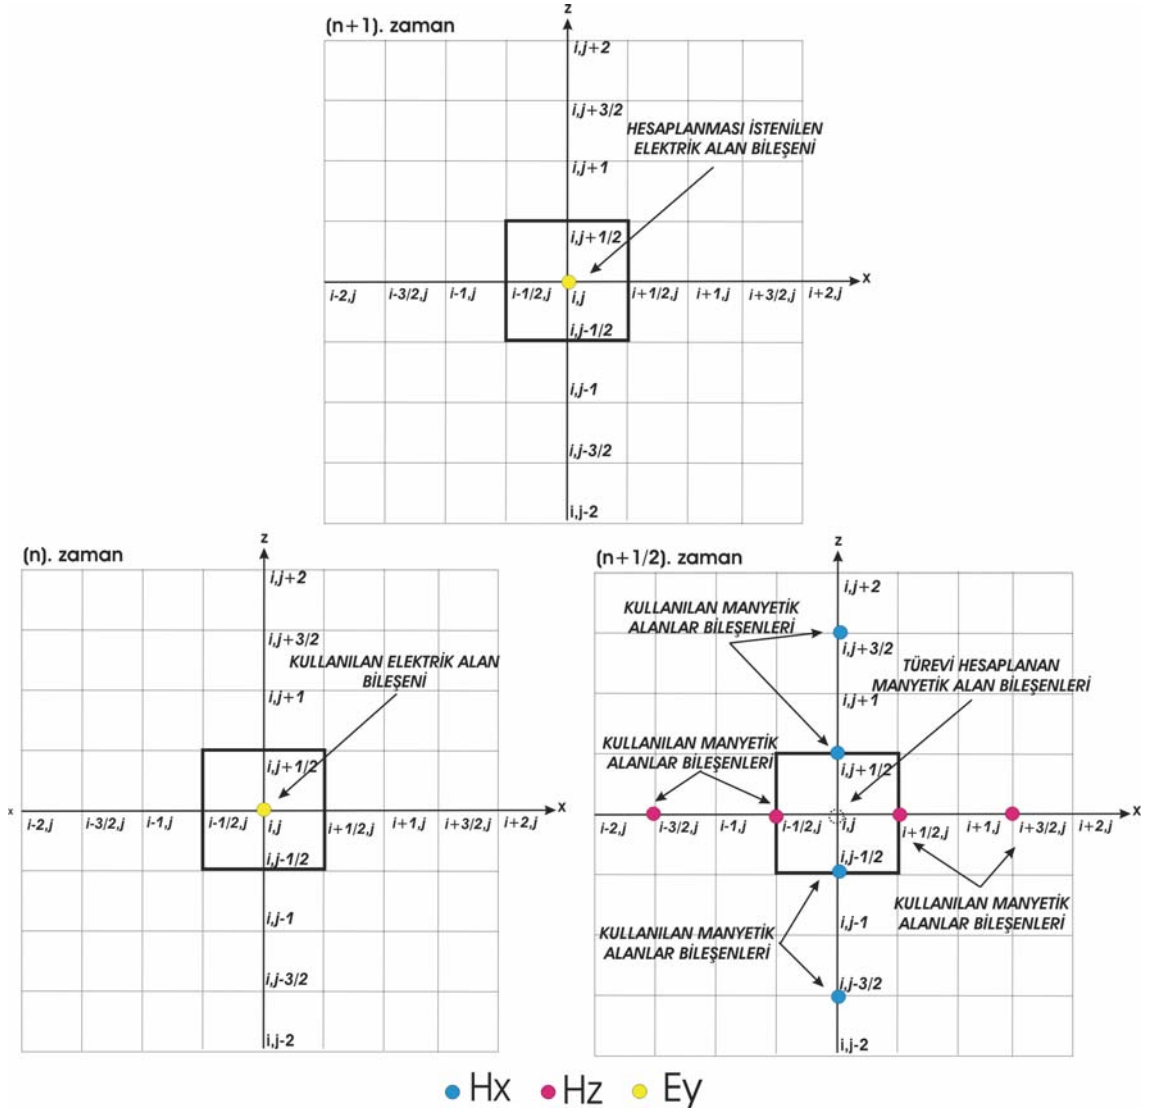 z
(n+1). zaman
i,j+2
i,j+3/2
HESAPLANMASI İSTENİLEN
ELEKTRİK ALAN BİLEŞENİ
i,j+1
i,j+1/2
x
i-2,j i-3/2,j i-1,j i-1/2,j i,j i+1/2,j i+1,j i+3/2,j i+2,j
i,j-1/2
i,j-1
i,j-3/2
i,j-2
z
(n). zaman
i,j+2
i,j+3/2
KULLANILAN ELEKTRİK ALAN
BİLEŞENİ
i,j+1
i,j+1/2
x x
i-2,j i-3/2,j i-1,j i-1/2,j i,j i+1/2,j i+1,j i+3/2,j i+2,j
i,j-1/2
i,j-1
i,j-3/2
i,j-2
z
(n+1/2). zaman
i,j+2
KULLANILAN MANYETİK
ALANLAR BİLEŞENLERİ
i,j+3/2
TÜREVİ HESAPLANAN
MANYETİK ALAN BİLEŞENLERİ
i,j+1
KULLANILAN MANYETİK
ALANLAR BİLEŞENLERİ
i,j+1/2
x
i-2,j i-3/2,j i-1,j i-1/2,j i,j i+1/2,j i+1,j i+3/2,j i+2,j
i,j-1/2
KULLANILAN MANYETİK
ALANLAR BİLEŞENLERİ
i,j-1
KULLANILAN MANYETİK
ALANLAR BİLEŞENLERİ
i,j-3/2
i,j-2
Hx Hz Ey